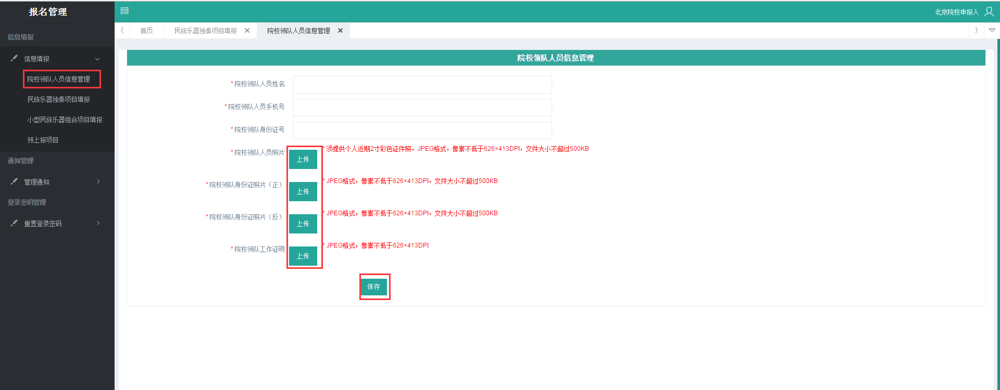 报名管理
北京院校申报人
首页
民族乐器独奏项目填报
院校领队人员信息管理
信息填报
信息填报
院校领队人员信息管理
民族乐器独奏项目填报
小型民族乐器组合项目填报
预上报项目
通知管理
管理通知
登录密码管理
重置登录密码
院校领队人员信息管理
*院校领队人员姓名
*院校领队人员手机号
*院校领队身份证号
*院校领队人员照片 上传 * 须提供个人近期2寸彩色证件照，JPEG格式，像素不低于626×413DPI，文件大小不超过500KB
*院校领队身份证照片（正） 上传 * JPEG格式，像素不低于626×413DPI，文件大小不超过500KB
*院校领队身份证照片（反） 上传 * JPEG格式，像素不低于626×413DPI，文件大小不超过500KB
*院校领队工作证明 上传 * JPEG格式，像素不低于626×413DPI
保存